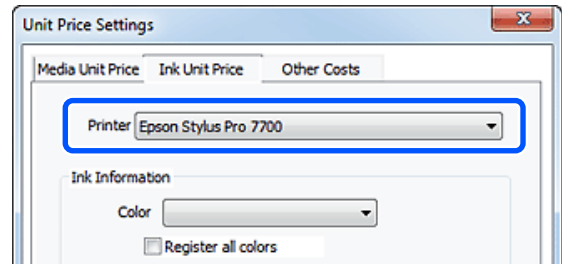 Unit Price Settings
Media Unit Price Ink Unit Price Other Costs
Printer Epson Stylus Pro 7700
Ink Information
Color
Register all colors